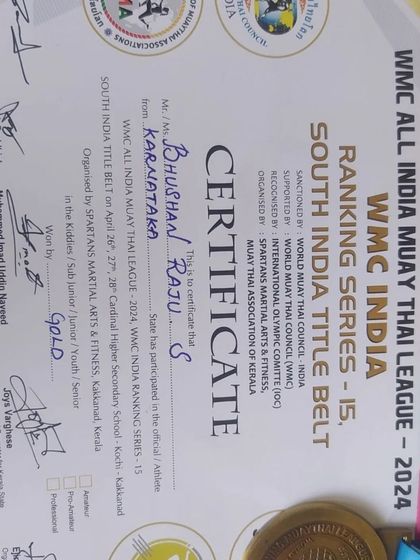 WMC ALL INDIA MUAY THAI LEAGUE - 2024
WMC INDIA
RANKING SERIES - 15,
SOUTH INDIA TITLE BELT
SANCTIONED BY : WORLD MUAY THAI COUNCIL - INDIA
SUPPORTED BY : WORLD MUAY THAI COUNCIL (WMC)
RECOGNISED BY : INTERNATIONAL OLYMPIC COMITTE (IOC)
ORGANISED BY : SPARTANS MARTIAL ARTS & FITNESS,
MUAY THAI ASSOCIATION OF KERALA
CERTIFICATE
This is to certify that
Mr. / Ms. BHUSHAN RAJU. S
from KARNATAKA State has participated in the official / Athlete
WMC ALL INDIA MUAY THAI LEAGUE - 2024, WMC INDIA RANKING SERIES - 15
SOUTH INDIA TITLE BELT on April 26th, 27th, 28th Cardinal Higher Secondary School - Kochi - Kakkanad
Organised by SPARTANS MARTIAL ARTS & FITNESS, Kakkanad, Kerala
in the Kiddies / Sub Junior / Junior / Youth / Senior
Won by GOLD
Amateur
Pro-Amateur
Professional
Muhammed Imad Uddin Naveed
Joys Varghese